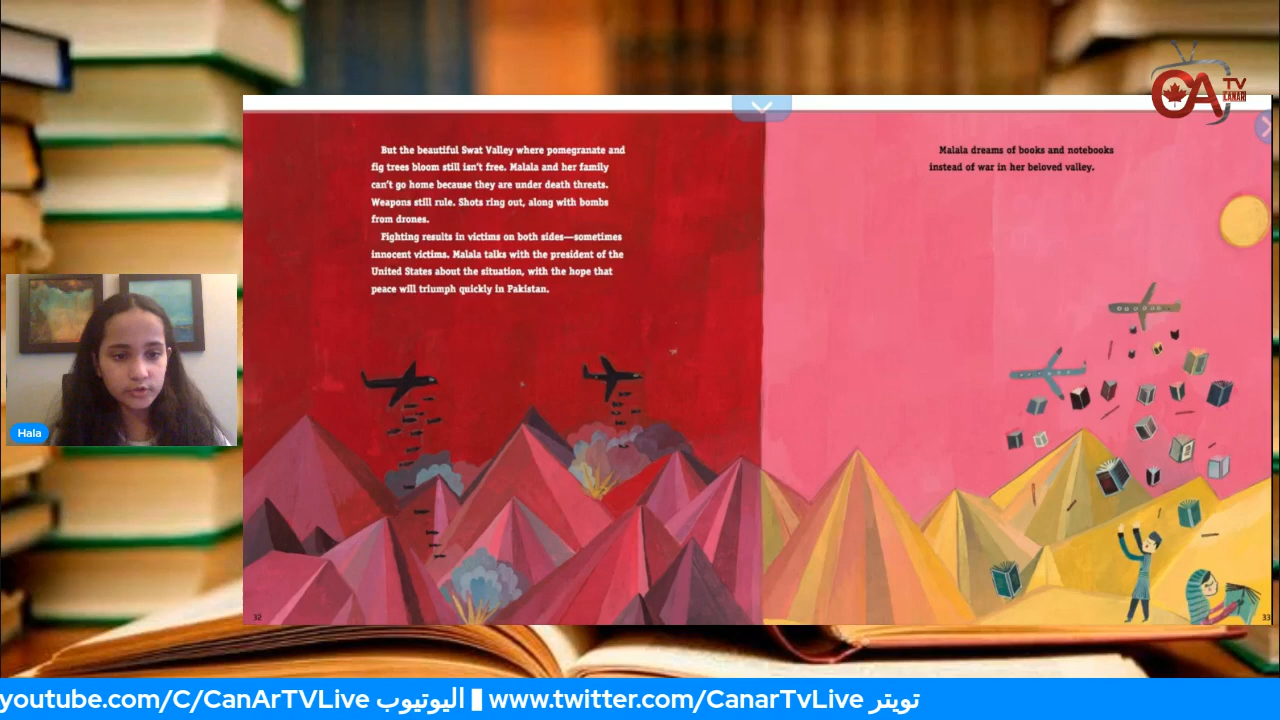 CA TV
CANAR
But the beautiful Swat Valley where pomegranate and
fig trees bloom still isn't free. Malala and her family
can't go home because they are under death threats.
Weapons still rule. Shots ring out, along with bombs
from drones.
Fighting results in victims on both sides—sometimes
innocent victims. Malala talks with the president of the
United States about the situation, with the hope that
peace will triumph quickly in Pakistan.
Malala dreams of books and notebooks
instead of war in her beloved valley.
Hala
32
33
youtube.com/C/CanArTVLive اليوتيوب ▮ www.twitter.com/CanarTvLive تويتر